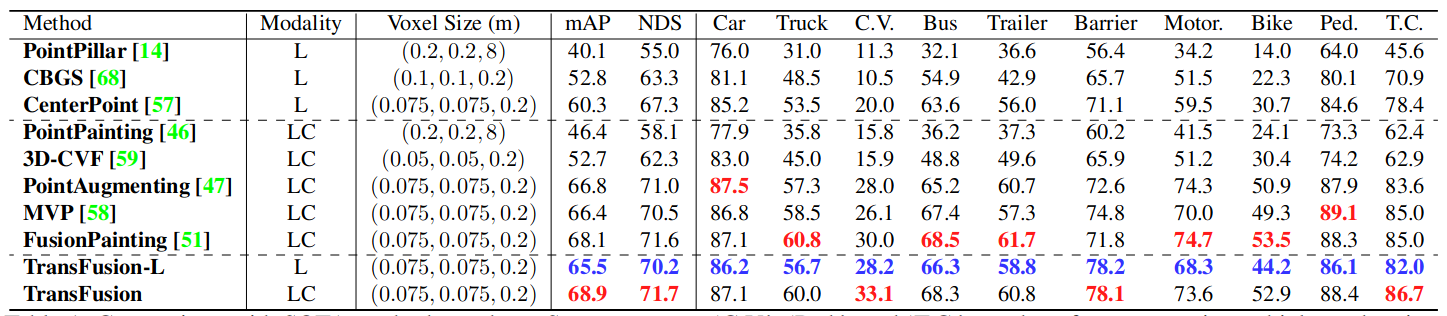 Method Modality Voxel Size (m) mAP NDS Car Truck C.V. Bus Trailer Barrier Motor. Bike Ped. T.C.
PointPillar [14] L (0.2, 0.2, 8) 40.1 55.0 76.0 31.0 11.3 32.1 36.6 56.4 34.2 14.0 64.0 45.6
CBGS [68] L (0.1, 0.1, 0.2) 52.8 63.3 81.1 48.5 10.5 54.9 42.9 65.7 51.5 22.3 80.1 70.9
CenterPoint [57] L (0.075, 0.075, 0.2) 60.3 67.3 85.2 53.5 20.0 63.6 56.0 71.1 59.5 30.7 84.6 78.4
PointPainting [46] LC (0.2, 0.2, 8) 46.4 58.1 77.9 35.8 15.8 36.2 37.3 60.2 41.5 24.1 73.3 62.4
3D-CVF [59] LC (0.05, 0.05, 0.2) 52.7 62.3 83.0 45.0 15.9 48.8 49.6 65.9 51.2 30.4 74.2 62.9
PointAugmenting [47] LC (0.075, 0.075, 0.2) 66.8 71.0 87.5 57.3 28.0 65.2 60.7 72.6 74.3 50.9 87.9 83.6
MVP [58] LC (0.075, 0.075, 0.2) 66.4 70.5 86.8 58.5 26.1 67.4 57.3 74.8 70.0 49.3 89.1 85.0
FusionPainting [51] LC (0.075, 0.075, 0.2) 68.1 71.6 87.1 60.8 30.0 68.5 61.7 71.8 74.7 53.5 88.3 85.0
TransFusion-L L (0.075, 0.075, 0.2) 65.5 70.2 86.2 56.7 28.2 66.3 58.8 78.2 68.3 44.2 86.1 82.0
TransFusion LC (0.075, 0.075, 0.2) 68.9 71.7 87.1 60.0 33.1 68.3 60.8 78.1 73.6 52.9 88.4 86.7